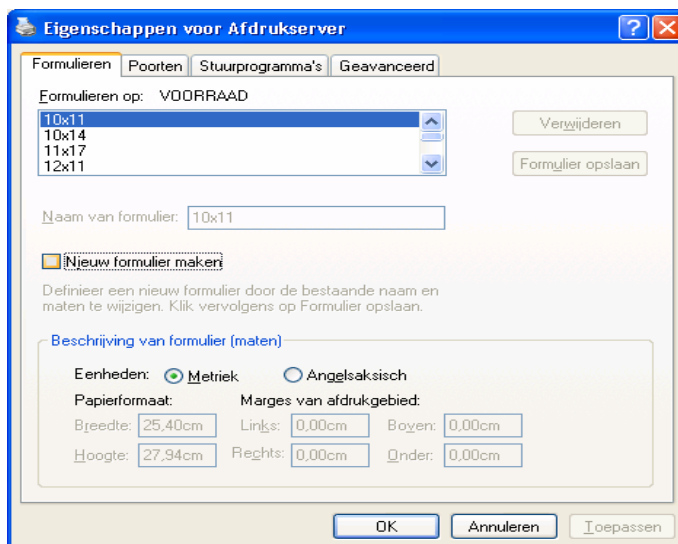 Eigenschappen voor Afdrukserver
Formulieren Poorten Stuurprogramma's Geavanceerd
Formulieren op: VOORRAAD
10x11
10x14
11x17
12x11
Verwijderen
Formulier opslaan
Naam van formulier: 10x11
Nieuw formulier maken
Definieer een nieuw formulier door de bestaande naam en
maten te wijzigen. Klik vervolgens op Formulier opslaan.
Beschrijving van formulier (maten)
Eenheden: Metriek Angelsaksisch
Papierformaat: Marges van afdrukgebied:
Breedte: 25,40cm Links: 0,00cm Boven: 0,00cm
Hoogte: 27,94cm Rechts: 0,00cm Onder: 0,00cm
OK Annuleren Toepassen